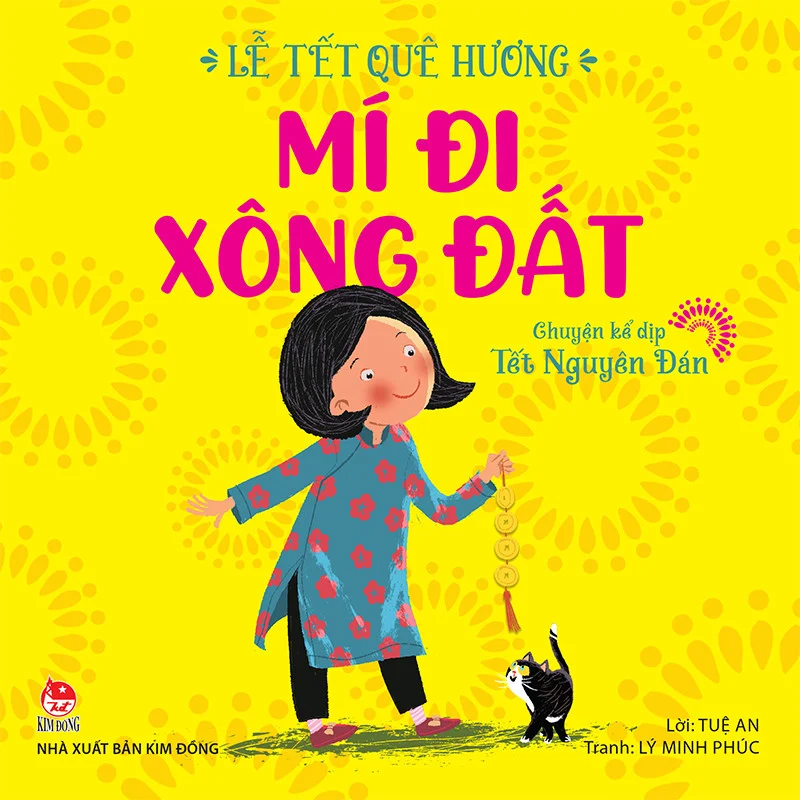 LỄ TẾT QUÊ HƯƠNG
MÍ ĐI
XÔNG ĐẤT
Chuyện kể dịp
Tết Nguyên Đán
KIM ĐỒNG
NHÀ XUẤT BẢN KIM ĐỒNG
Lời: TUỆ AN
Tranh: LÝ MINH PHÚC